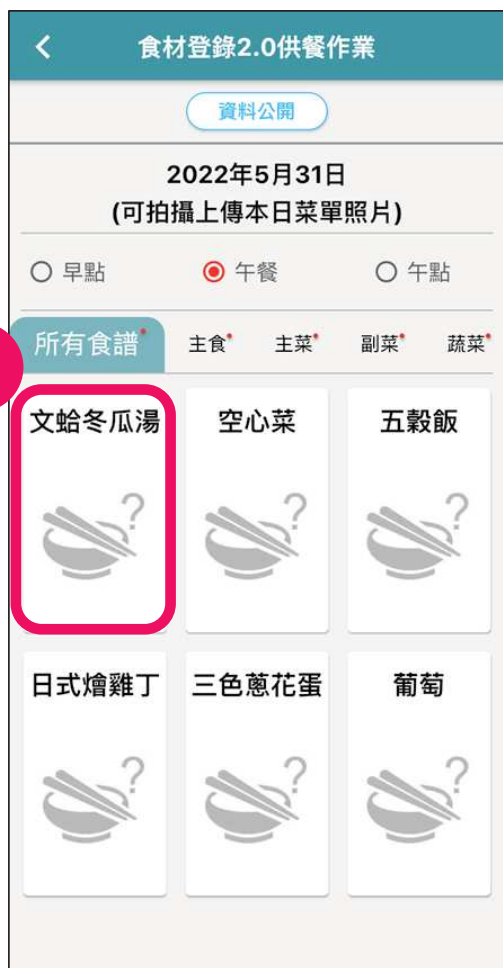 食材登錄2.0供餐作業
資料公開
2022年5月31日
(可拍攝上傳本日菜單照片)
早點 午餐 午點
所有食譜* 主食* 主菜* 副菜* 蔬菜*
文蛤冬瓜湯 空心菜 五穀飯
? ? ?
日式燴雞丁 三色蔥花蛋 葡萄
? ? ?